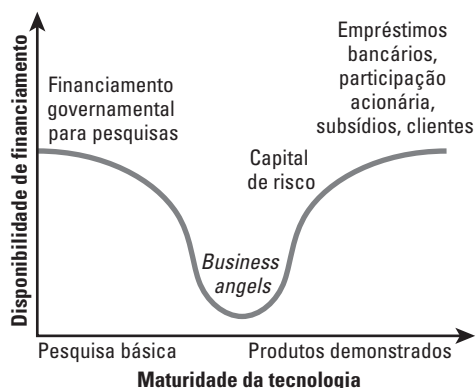 Disponibilidade de financiamento
Financiamento
governamental
para pesquisas
Empréstimos
bancários,
participação
acionária,
subsídios, clientes
Capital
de risco
Business
angels
Pesquisa básica
Produtos demonstrados
Maturidade da tecnologia